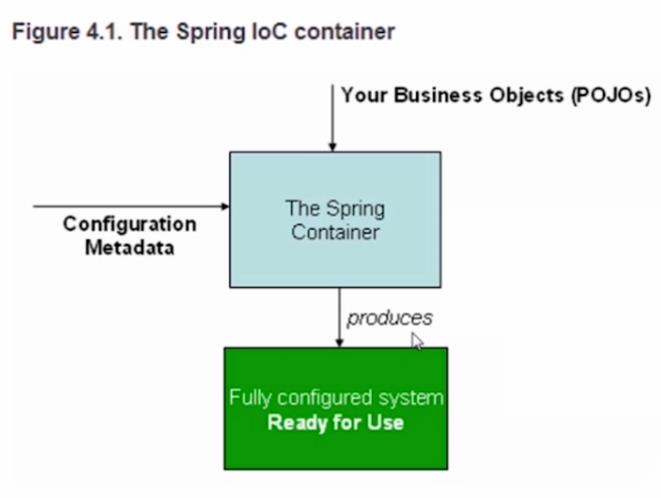 Figure 4.1. The Spring IoC container
Your Business Objects (POJOs)
The Spring
Container
Configuration
Metadata
produces
Fully configured system
Ready for Use